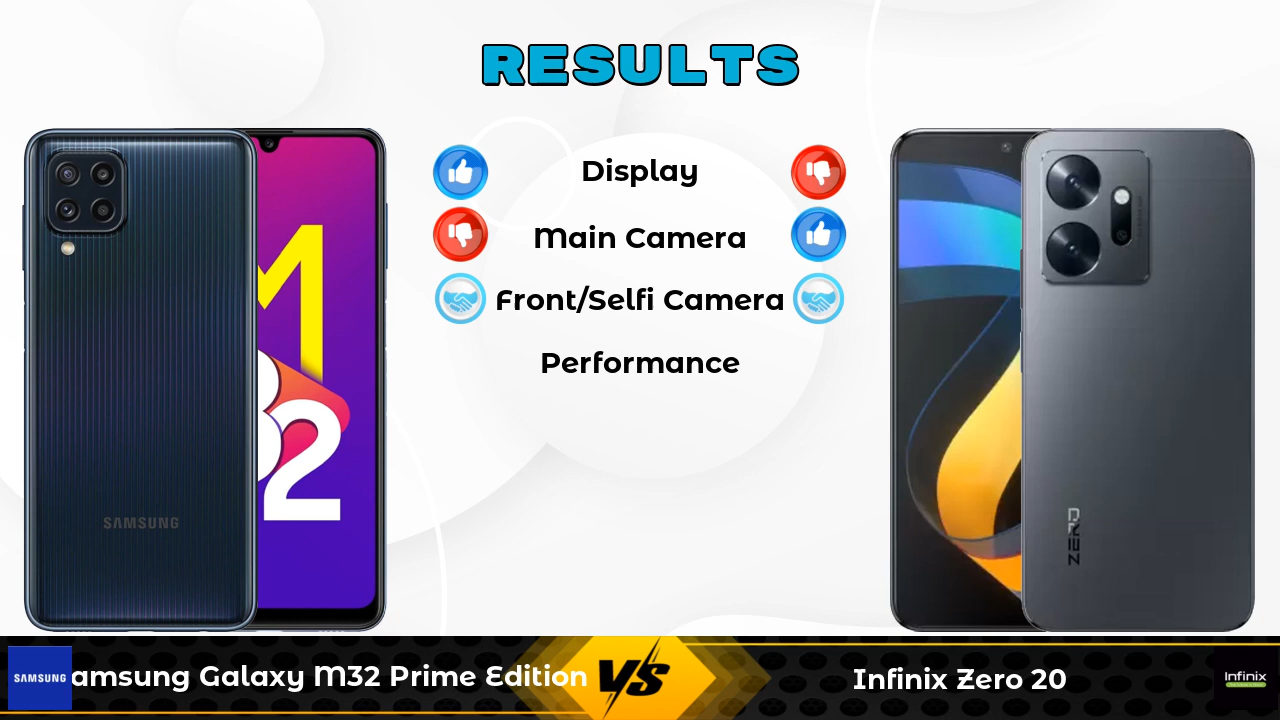 RESULTS
Display
Main Camera
Front/Selfi Camera
Performance
M
32
SAMSUNG
ZERO
SAMSUNG
amsung Galaxy M32 Prime Edition
VS
Infinix Zero 20
Infinix